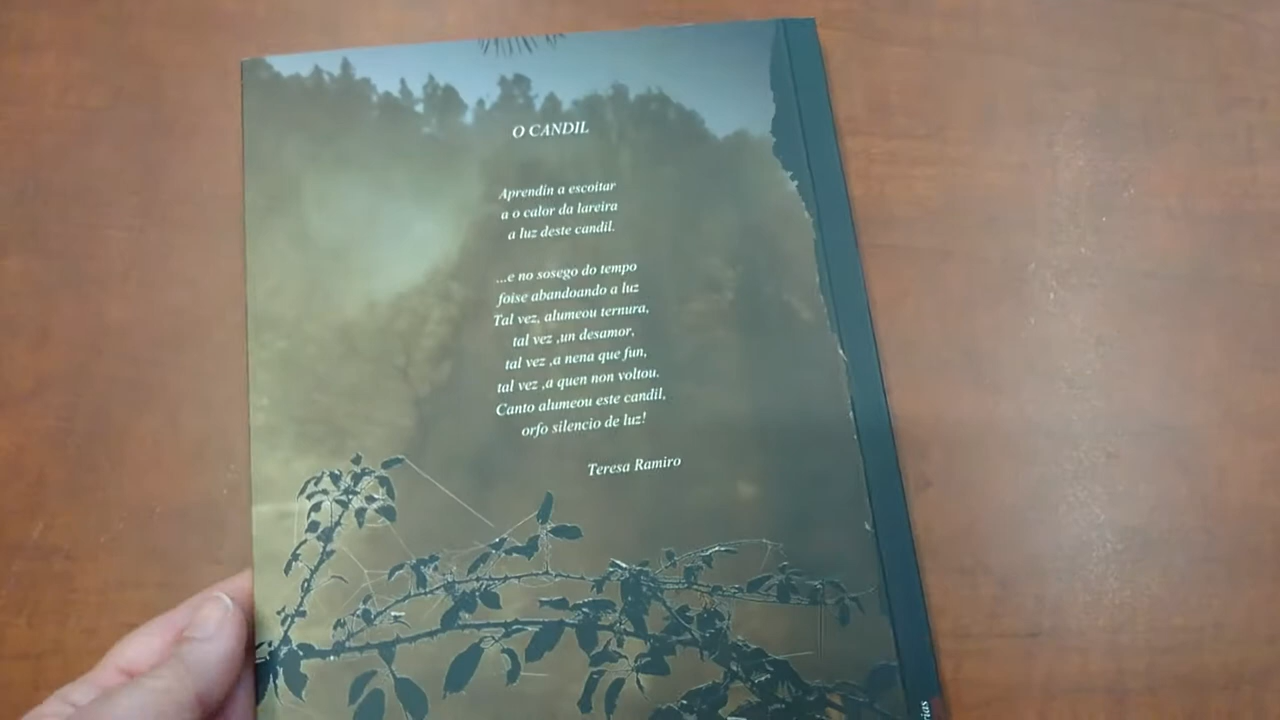 O CANDIL
Aprendín a escoitar
a o calor da lareira
a luz deste candil.
...e no sosego do tempo
foise abandoando a luz
Tal vez, alumeou ternura,
tal vez ,un desamor,
tal vez ,a nena que fun,
tal vez ,a quen non voltou.
Canto alumeou este candil,
orfo silencio de luz!
Teresa Ramiro